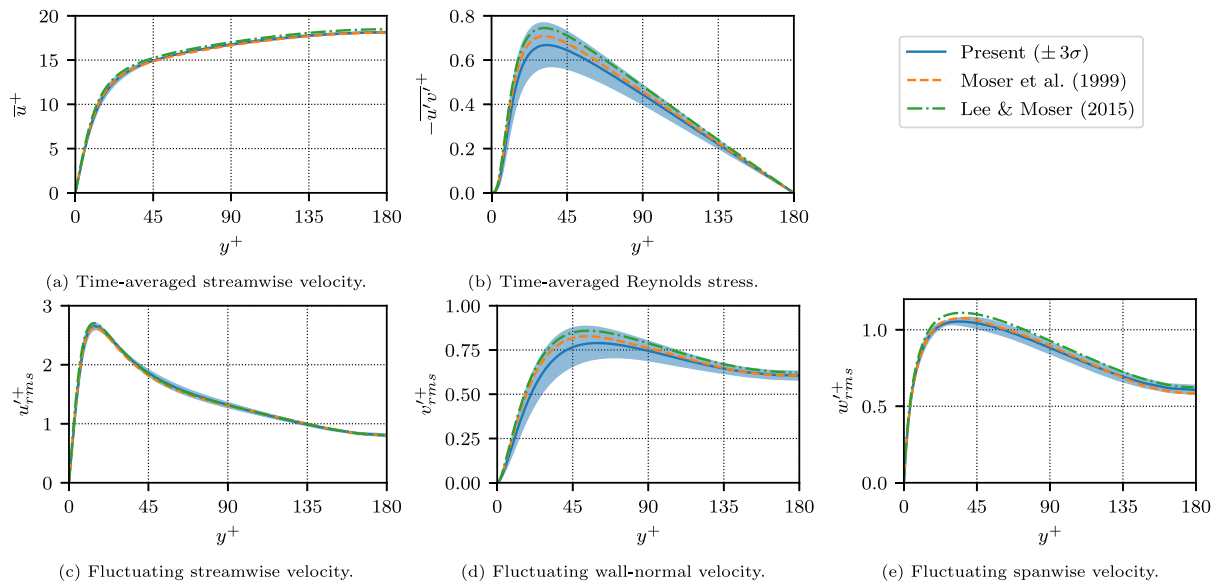 20
15
10
5
0
u̅⁺
0 45 90 135 180
y⁺
(a) Time-averaged streamwise velocity.
0.8
0.6
0.4
0.2
0.0
−u′v′⁺
0 45 90 135 180
y⁺
(b) Time-averaged Reynolds stress.
Present (± 3σ)
Moser et al. (1999)
Lee & Moser (2015)
3
2
1
0
u′⁺rms
0 45 90 135 180
y⁺
(c) Fluctuating streamwise velocity.
1.00
0.75
0.50
0.25
0.00
v′⁺rms
0 45 90 135 180
y⁺
(d) Fluctuating wall-normal velocity.
1.0
0.5
0.0
w′⁺rms
0 45 90 135 180
y⁺
(e) Fluctuating spanwise velocity.